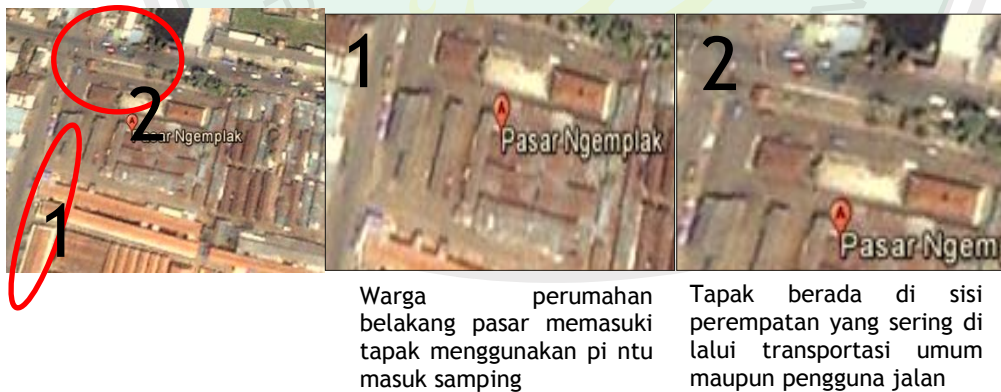 2
1
A
Pasar Ngemplak
1
A
Pasar Ngemplak
2
A
Pasar Ngem
Warga perumahan
belakang pasar memasuki
tapak menggunakan pi ntu
masuk samping
Tapak berada di sisi
perempatan yang sering di
lalui transportasi umum
maupun pengguna jalan